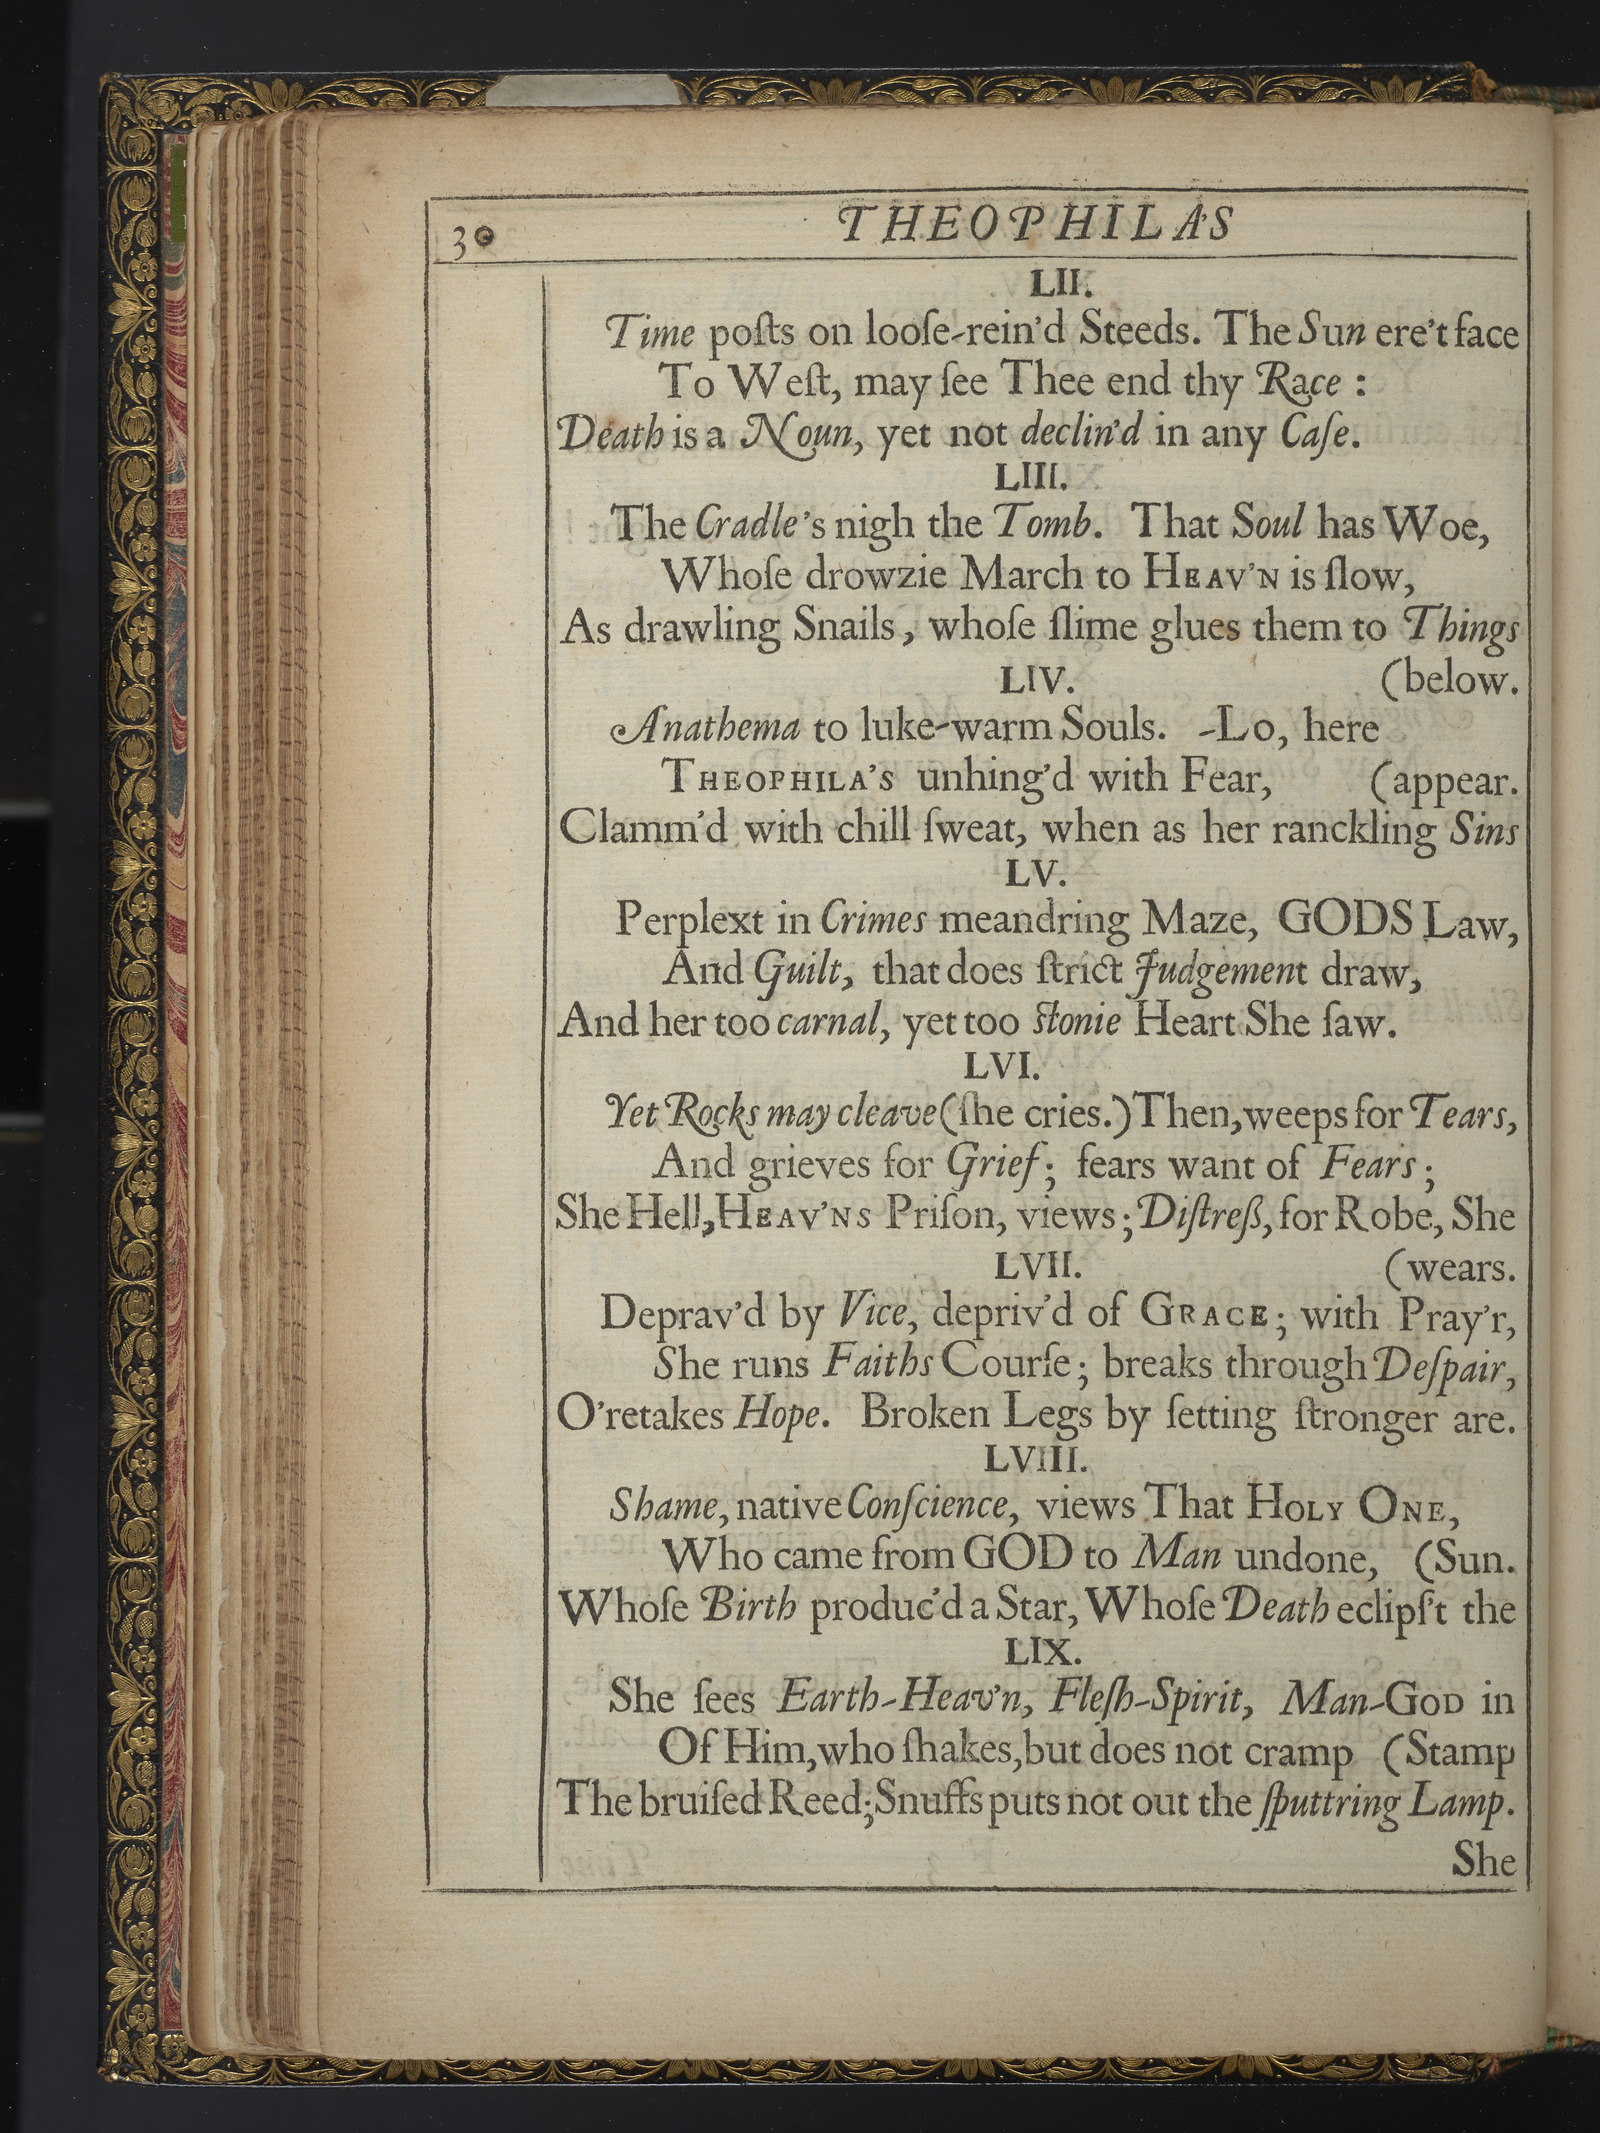 30 THEOPHILA'S
LII.
Time poſts on looſe-rein'd Steeds. The Sun ere't face
To Weſt, may ſee Thee end thy Race :
Death is a Noun, yet not declin'd in any Caſe.
LIII.
The Cradle's nigh the Tomb. That Soul has Woe,
Whoſe drowzie March to HEAV'N is ſlow,
As drawling Snails, whoſe ſlime glues them to Things
LIV. (below.
Anathema to luke-warm Souls. -Lo, here
THEOPHILA'S unhing'd with Fear, (appear.
Clamm'd with chill ſweat, when as her ranckling Sins
LV.
Perplext in Crimes meandring Maze, GODS Law,
And Guilt, that does ſtrict Judgement draw,
And her too carnal, yet too ſtonie Heart She ſaw.
LVI.
Yet Rocks may cleave (ſhe cries.) Then, weeps for Tears,
And grieves for Grief; fears want of Fears;
She Hell, HEAV'NS Priſon, views; Diſtreß, for Robe, She
LVII. (wears.
Deprav'd by Vice, depriv'd of GRACE; with Pray'r,
She runs Faiths Courſe; breaks through Deſpair,
O'retakes Hope. Broken Legs by ſetting ſtronger are.
LVIII.
Shame, native Conſcience, views That HOLY ONE,
Who came from GOD to Man undone, (Sun.
Whoſe Birth produc'd a Star, Whoſe Death eclipſ't the
LIX.
She ſees Earth-Heav'n, Fleſh-Spirit, Man-GOD in
Of Him, who ſhakes, but does not cramp (Stamp
The bruiſed Reed; Snuffs puts not out the ſputtring Lamp.
She